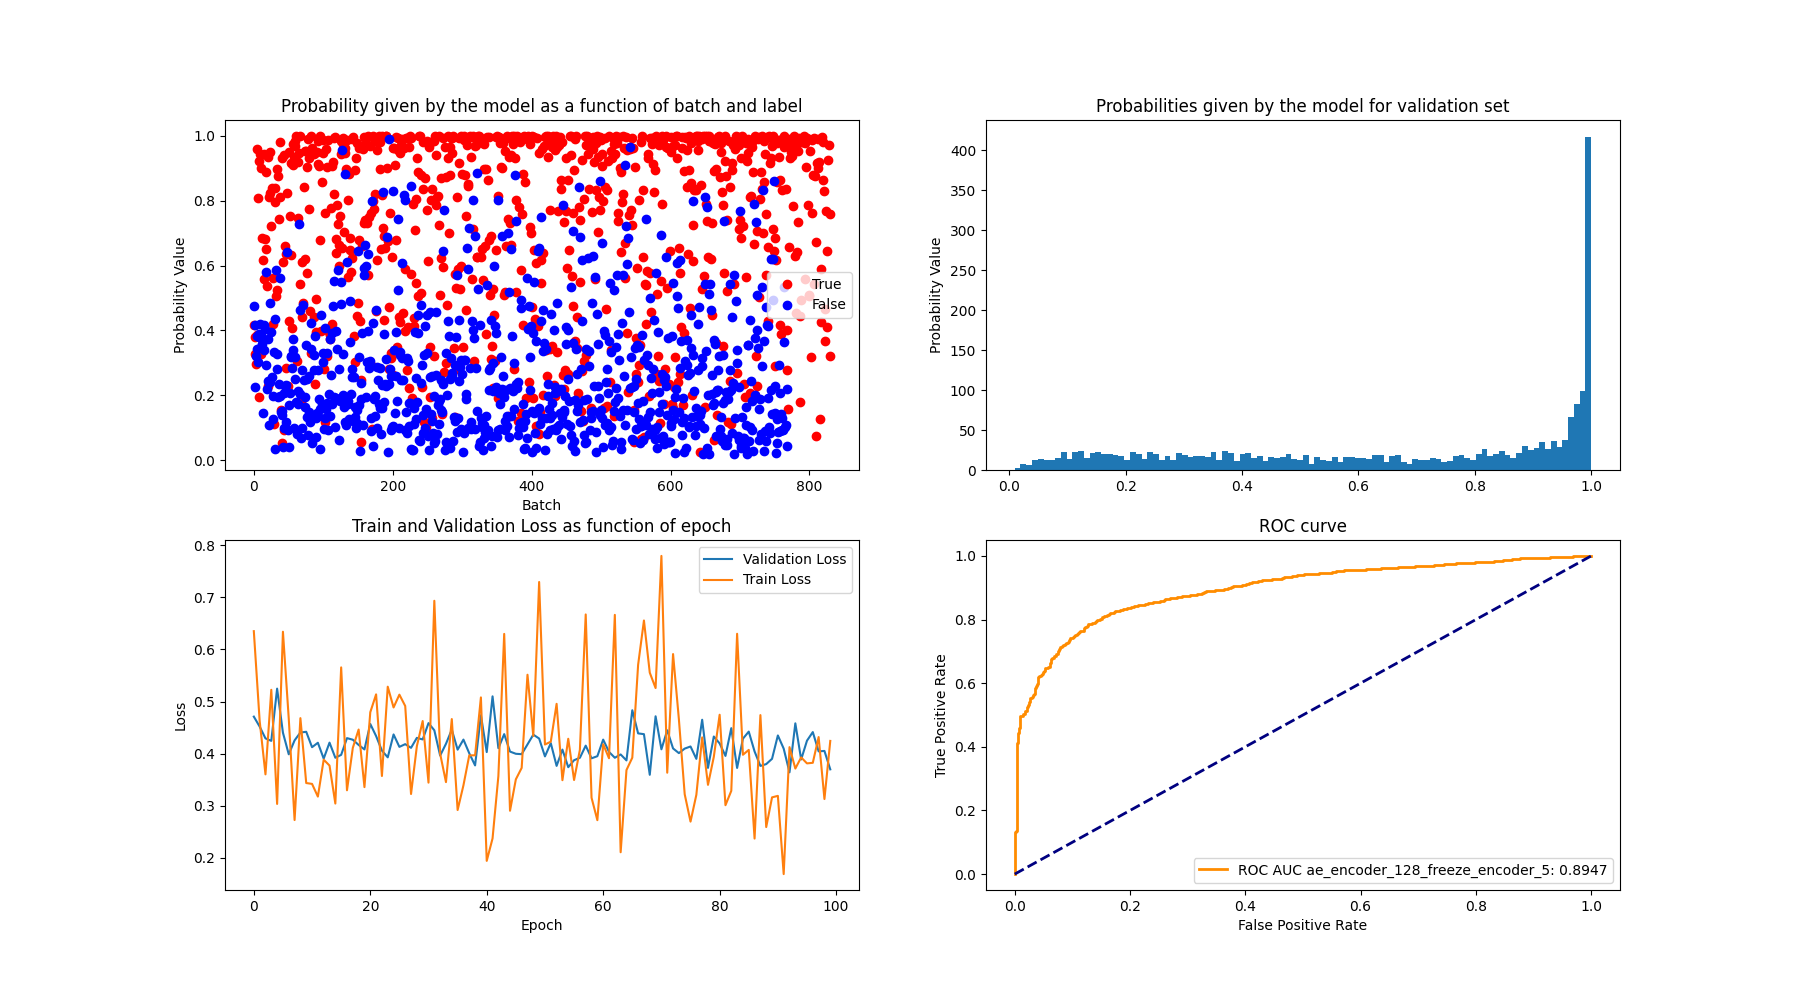 Probability given by the model as a function of batch and label
1.0
0.8
0.6
0.4
0.2
0.0
Probability Value
True
False
0 200 400 600 800
Batch
Probabilities given by the model for validation set
400
350
300
250
200
150
100
50
0
Probability Value
0.0 0.2 0.4 0.6 0.8 1.0
Train and Validation Loss as function of epoch
0.8
0.7
0.6
0.5
0.4
0.3
0.2
Loss
Validation Loss
Train Loss
0 20 40 60 80 100
Epoch
ROC curve
1.0
0.8
0.6
0.4
0.2
0.0
True Positive Rate
ROC AUC ae_encoder_128_freeze_encoder_5: 0.8947
0.0 0.2 0.4 0.6 0.8 1.0
False Positive Rate